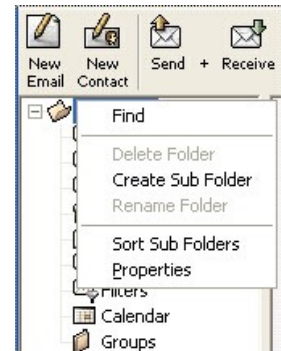 New Email
New Contact
Send + Receive
Find
Delete Folder
Create Sub Folder
Rename Folder
Sort Sub Folders
Properties
Filters
Calendar
Groups